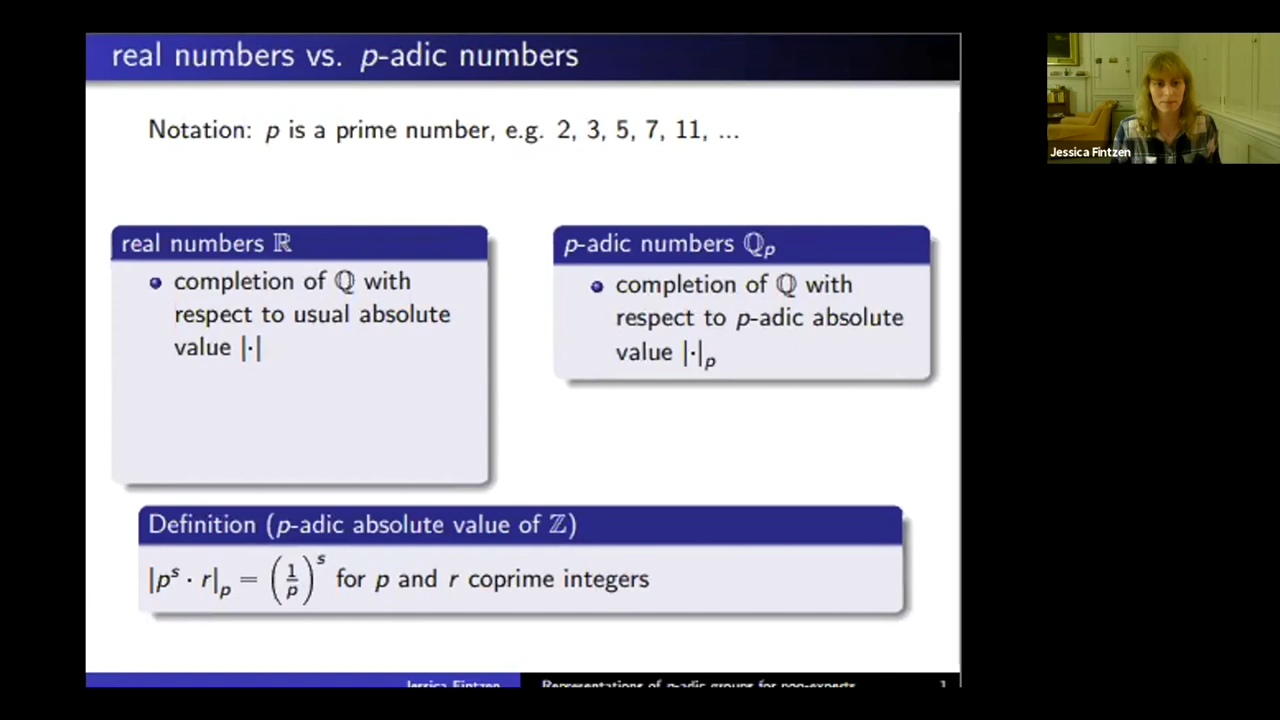 real numbers vs. p-adic numbers
Notation: p is a prime number, e.g. 2, 3, 5, 7, 11, ...
real numbers ℝ
completion of ℚ with
respect to usual absolute
value |·|
p-adic numbers ℚₚ
completion of ℚ with
respect to p-adic absolute
value |·|ₚ
Definition (p-adic absolute value of ℤ)
|pˢ · r|ₚ = (1/p)ˢ for p and r coprime integers
Jessica Fintzen
Representations of p-adic groups for non-experts
1
Jessica Fintzen